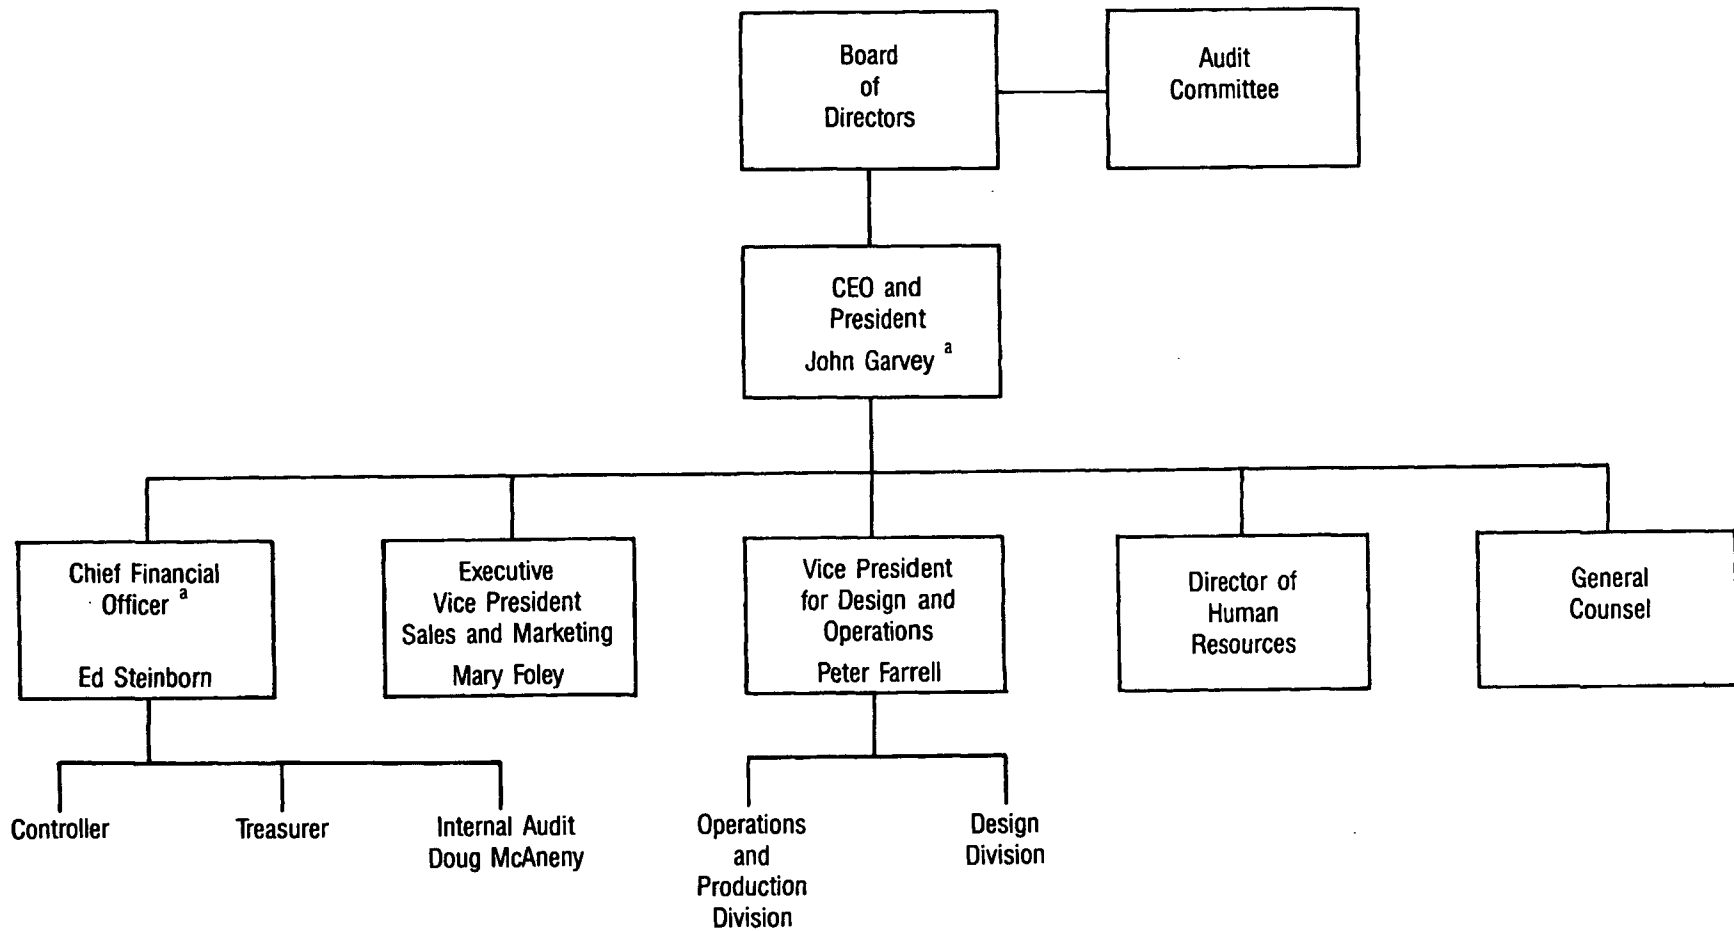 Board
of
Directors
Audit
Committee
CEO and
President
John Garvey a
Chief Financial
Officer a
Ed Steinborn
Executive
Vice President
Sales and Marketing
Mary Foley
Vice President
for Design and
Operations
Peter Farrell
Director of
Human
Resources
General
Counsel
Controller
Treasurer
Internal Audit
Doug McAneny
Operations
and
Production
Division
Design
Division